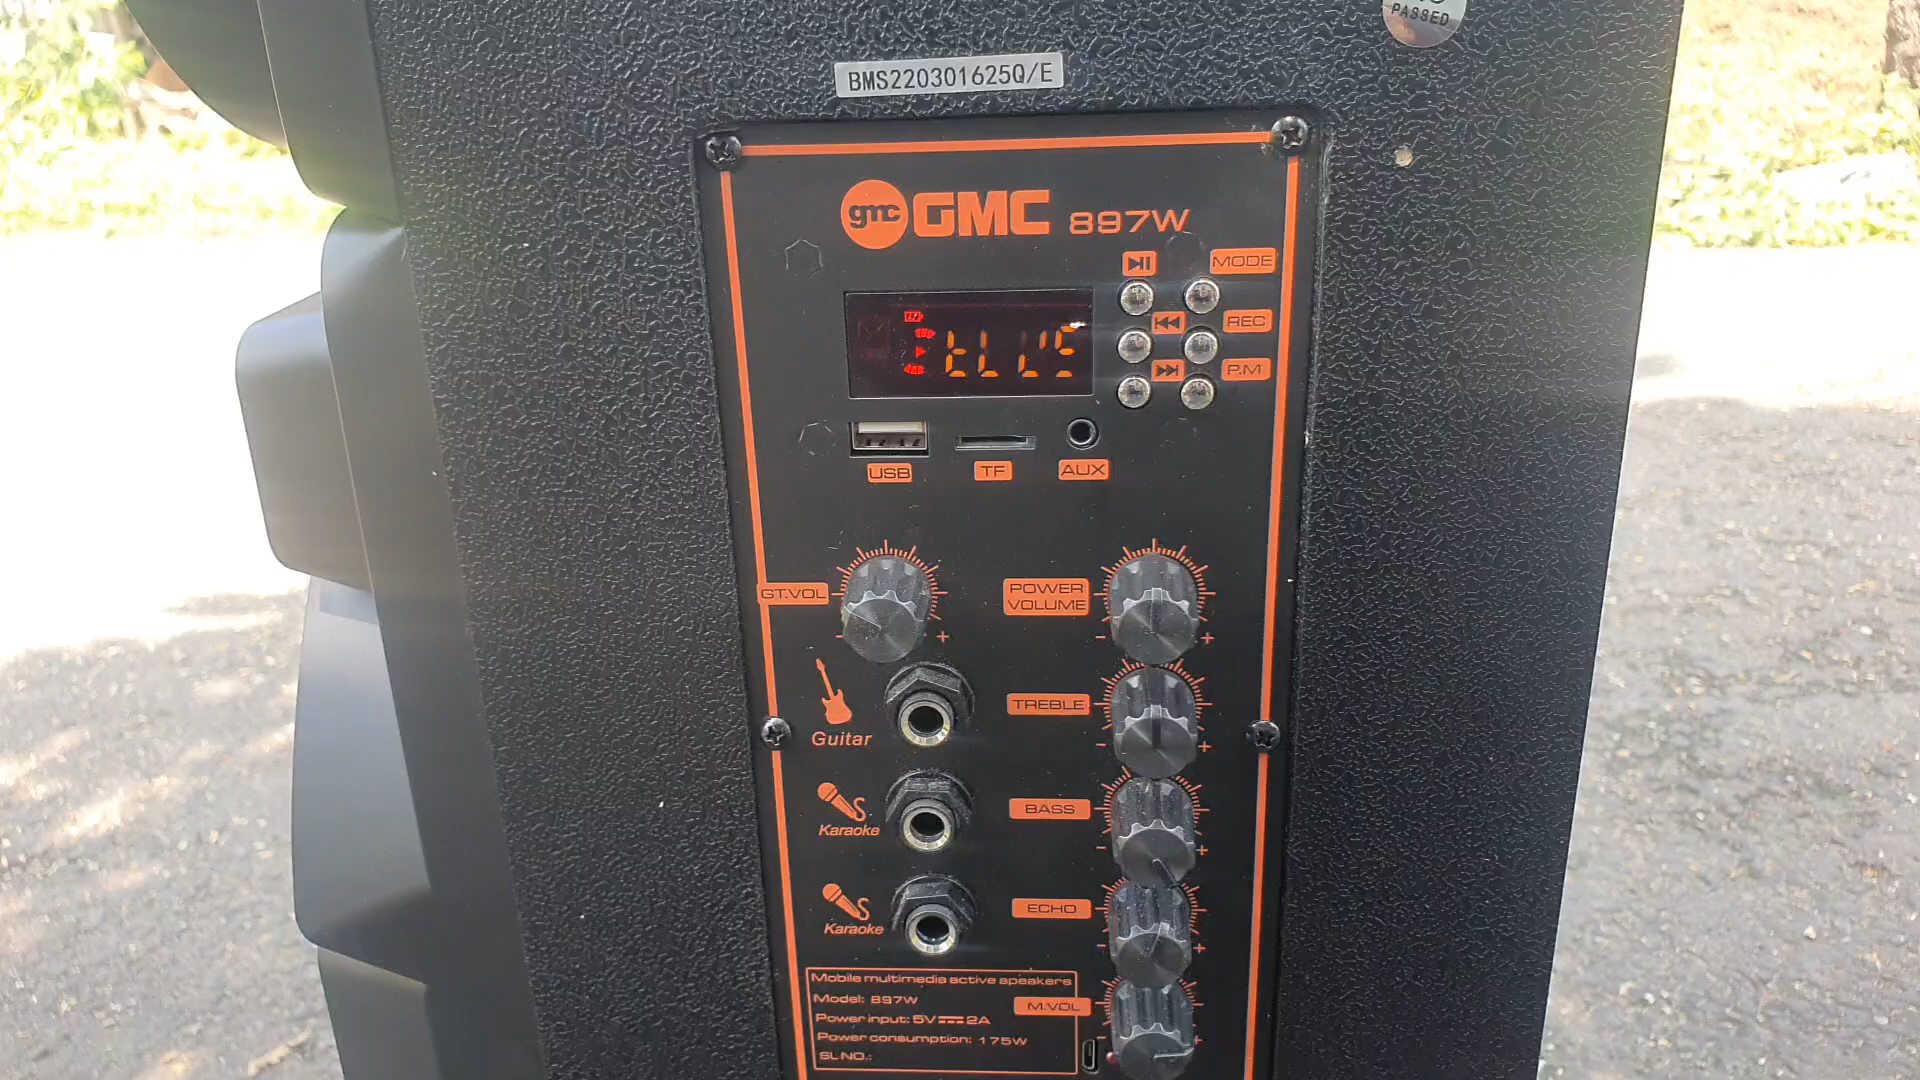 PASSED
BMS220301625Q/E
gmc GMC 897W
MODE
REC
P.M
USB
TF
AUX
GT.VOL
POWER
VOLUME
- +
Guitar
TREBLE
- +
Karaoke
BASS
- +
Karaoke
ECHO
- +
M.VOL
- +
Mobile multimedia active speakers
Model: 897W
Power input: 5V 2A
Power consumption: 175W
SL NO.: